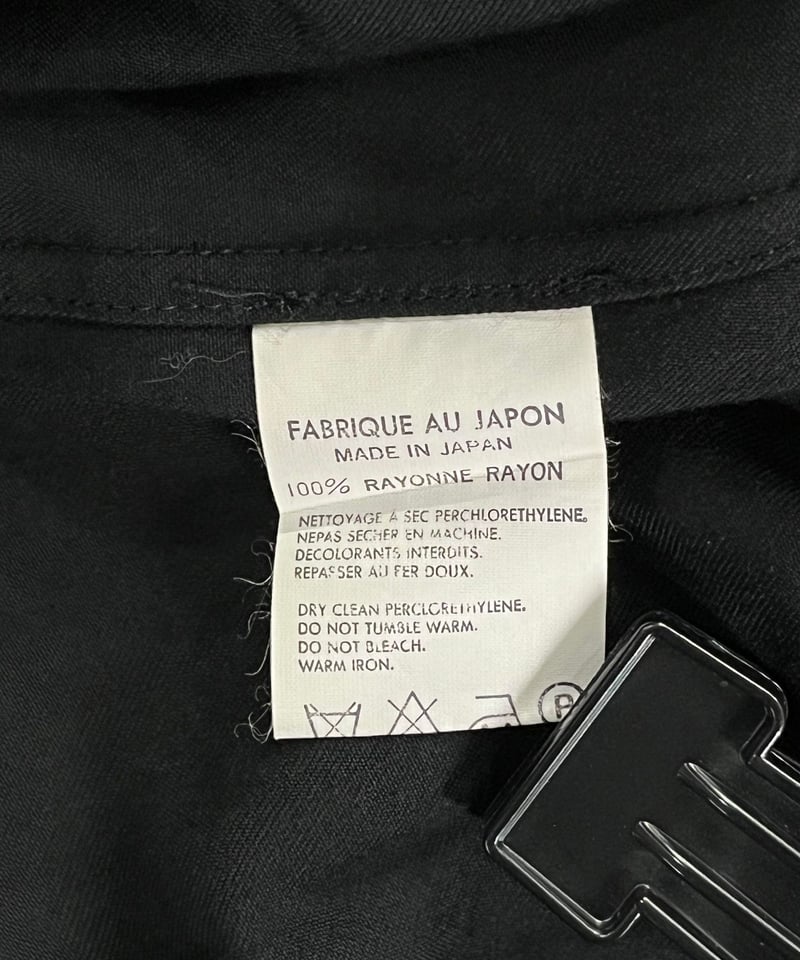 FABRIQUE AU JAPON
MADE IN JAPAN
100% RAYONNE RAYON
NETTOYAGE À SEC PERCHLORETHYLENE.
NEPAS SECHER EN MACHINE.
DECOLORANTS INTERDITS.
REPASSER AU FER DOUX.
DRY CLEAN PERCLORETHYLENE.
DO NOT TUMBLE WARM.
DO NOT BLEACH.
WARM IRON.
A